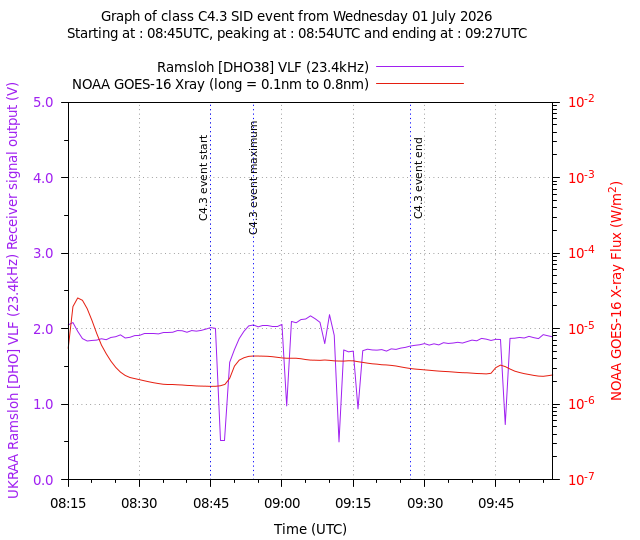 Graph of class C4.3 SID event from Wednesday 01 July 2026
Starting at : 08:45UTC, peaking at : 08:54UTC and ending at : 09:27UTC
Ramsloh [DHO38] VLF (23.4kHz)
NOAA GOES-16 Xray (long = 0.1nm to 0.8nm)
UKRAA Ramsloh [DHO] VLF (23.4kHz) Receiver signal output (V)
5.0
4.0
3.0
2.0
1.0
0.0
C4.3 event start
C4.3 event maximum
C4.3 event end
10⁻²
10⁻³
10⁻⁴
10⁻⁵
10⁻⁶
10⁻⁷
NOAA GOES-16 X-ray Flux (W/m²)
08:15 08:30 08:45 09:00 09:15 09:30 09:45
Time (UTC)